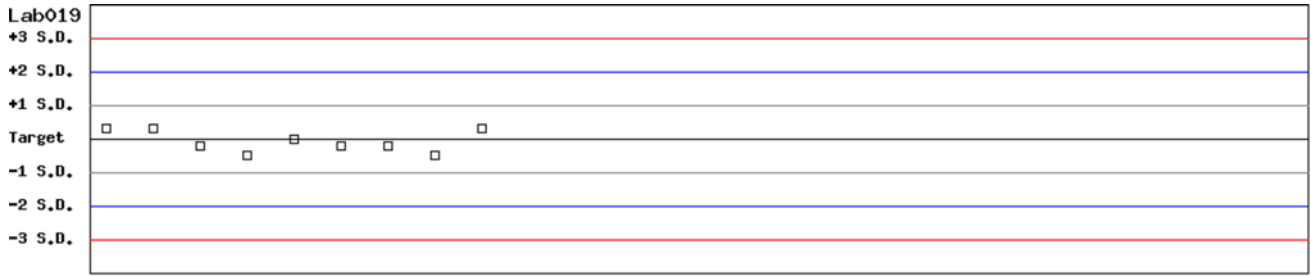 Lab019
+3 S.D.
+2 S.D.
+1 S.D.
Target
-1 S.D.
-2 S.D.
-3 S.D.